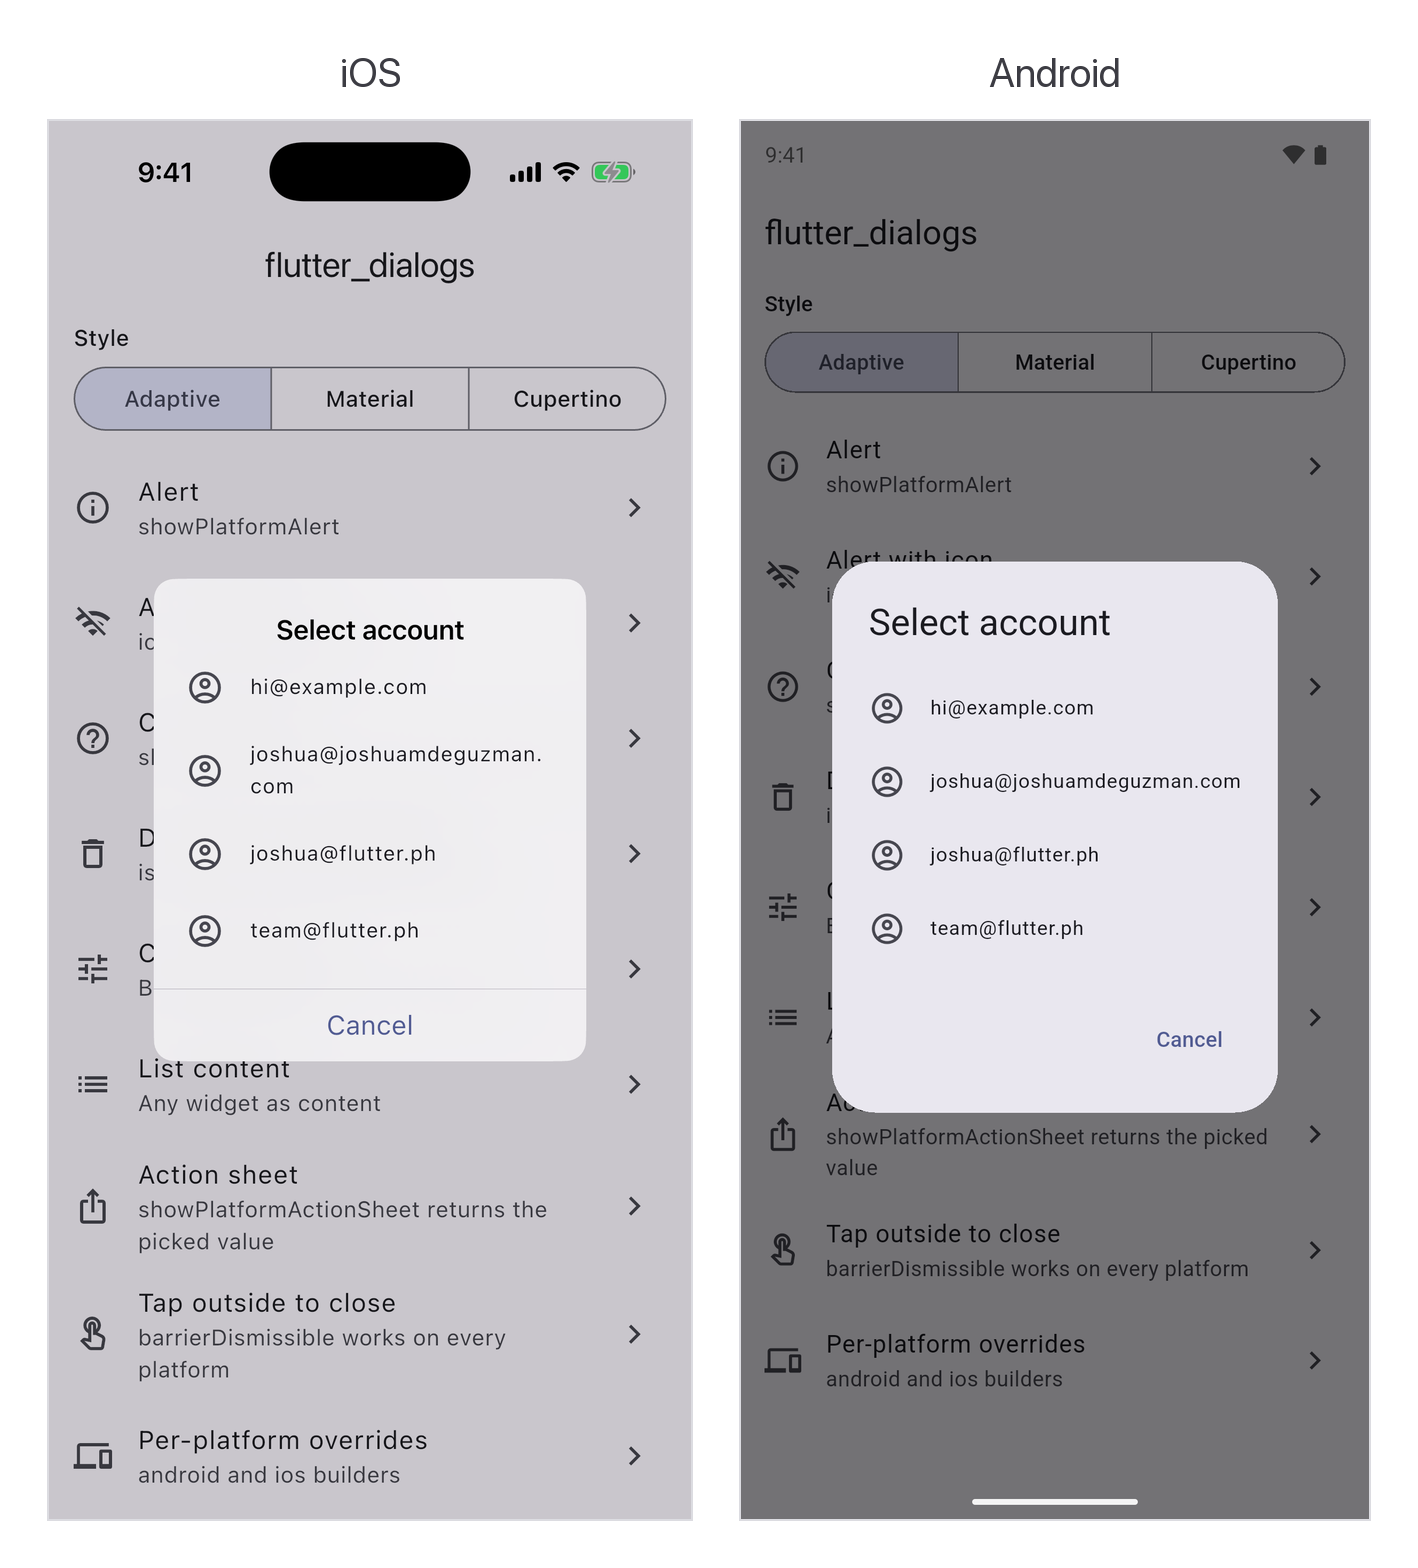 iOS
9:41
flutter_dialogs
Style
Adaptive Material Cupertino
Alert
showPlatformAlert
Select account
hi@example.com
joshua@joshuamdeguzman.
com
joshua@flutter.ph
team@flutter.ph
Cancel
List content
Any widget as content
Action sheet
showPlatformActionSheet returns the
picked value
Tap outside to close
barrierDismissible works on every
platform
Per-platform overrides
android and ios builders
Android
9:41
flutter_dialogs
Style
Adaptive Material Cupertino
Alert
showPlatformAlert
Alert with icon
Select account
hi@example.com
joshua@joshuamdeguzman.com
joshua@flutter.ph
team@flutter.ph
Cancel
showPlatformActionSheet returns the picked
value
Tap outside to close
barrierDismissible works on every platform
Per-platform overrides
android and ios builders